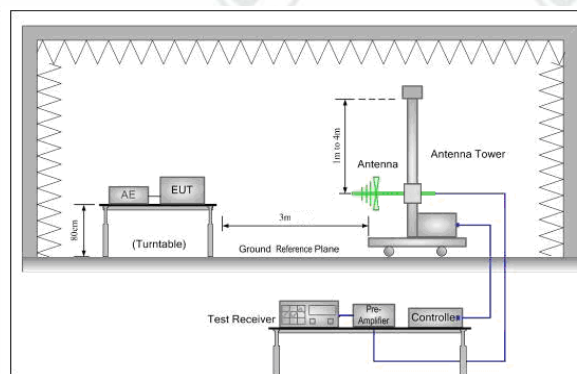 1m to 4m
Antenna
Antenna Tower
AE
EUT
80cm
(Turntable)
3m
Ground Reference Plane
Test Receiver
Pre-
Amplifier
Controller